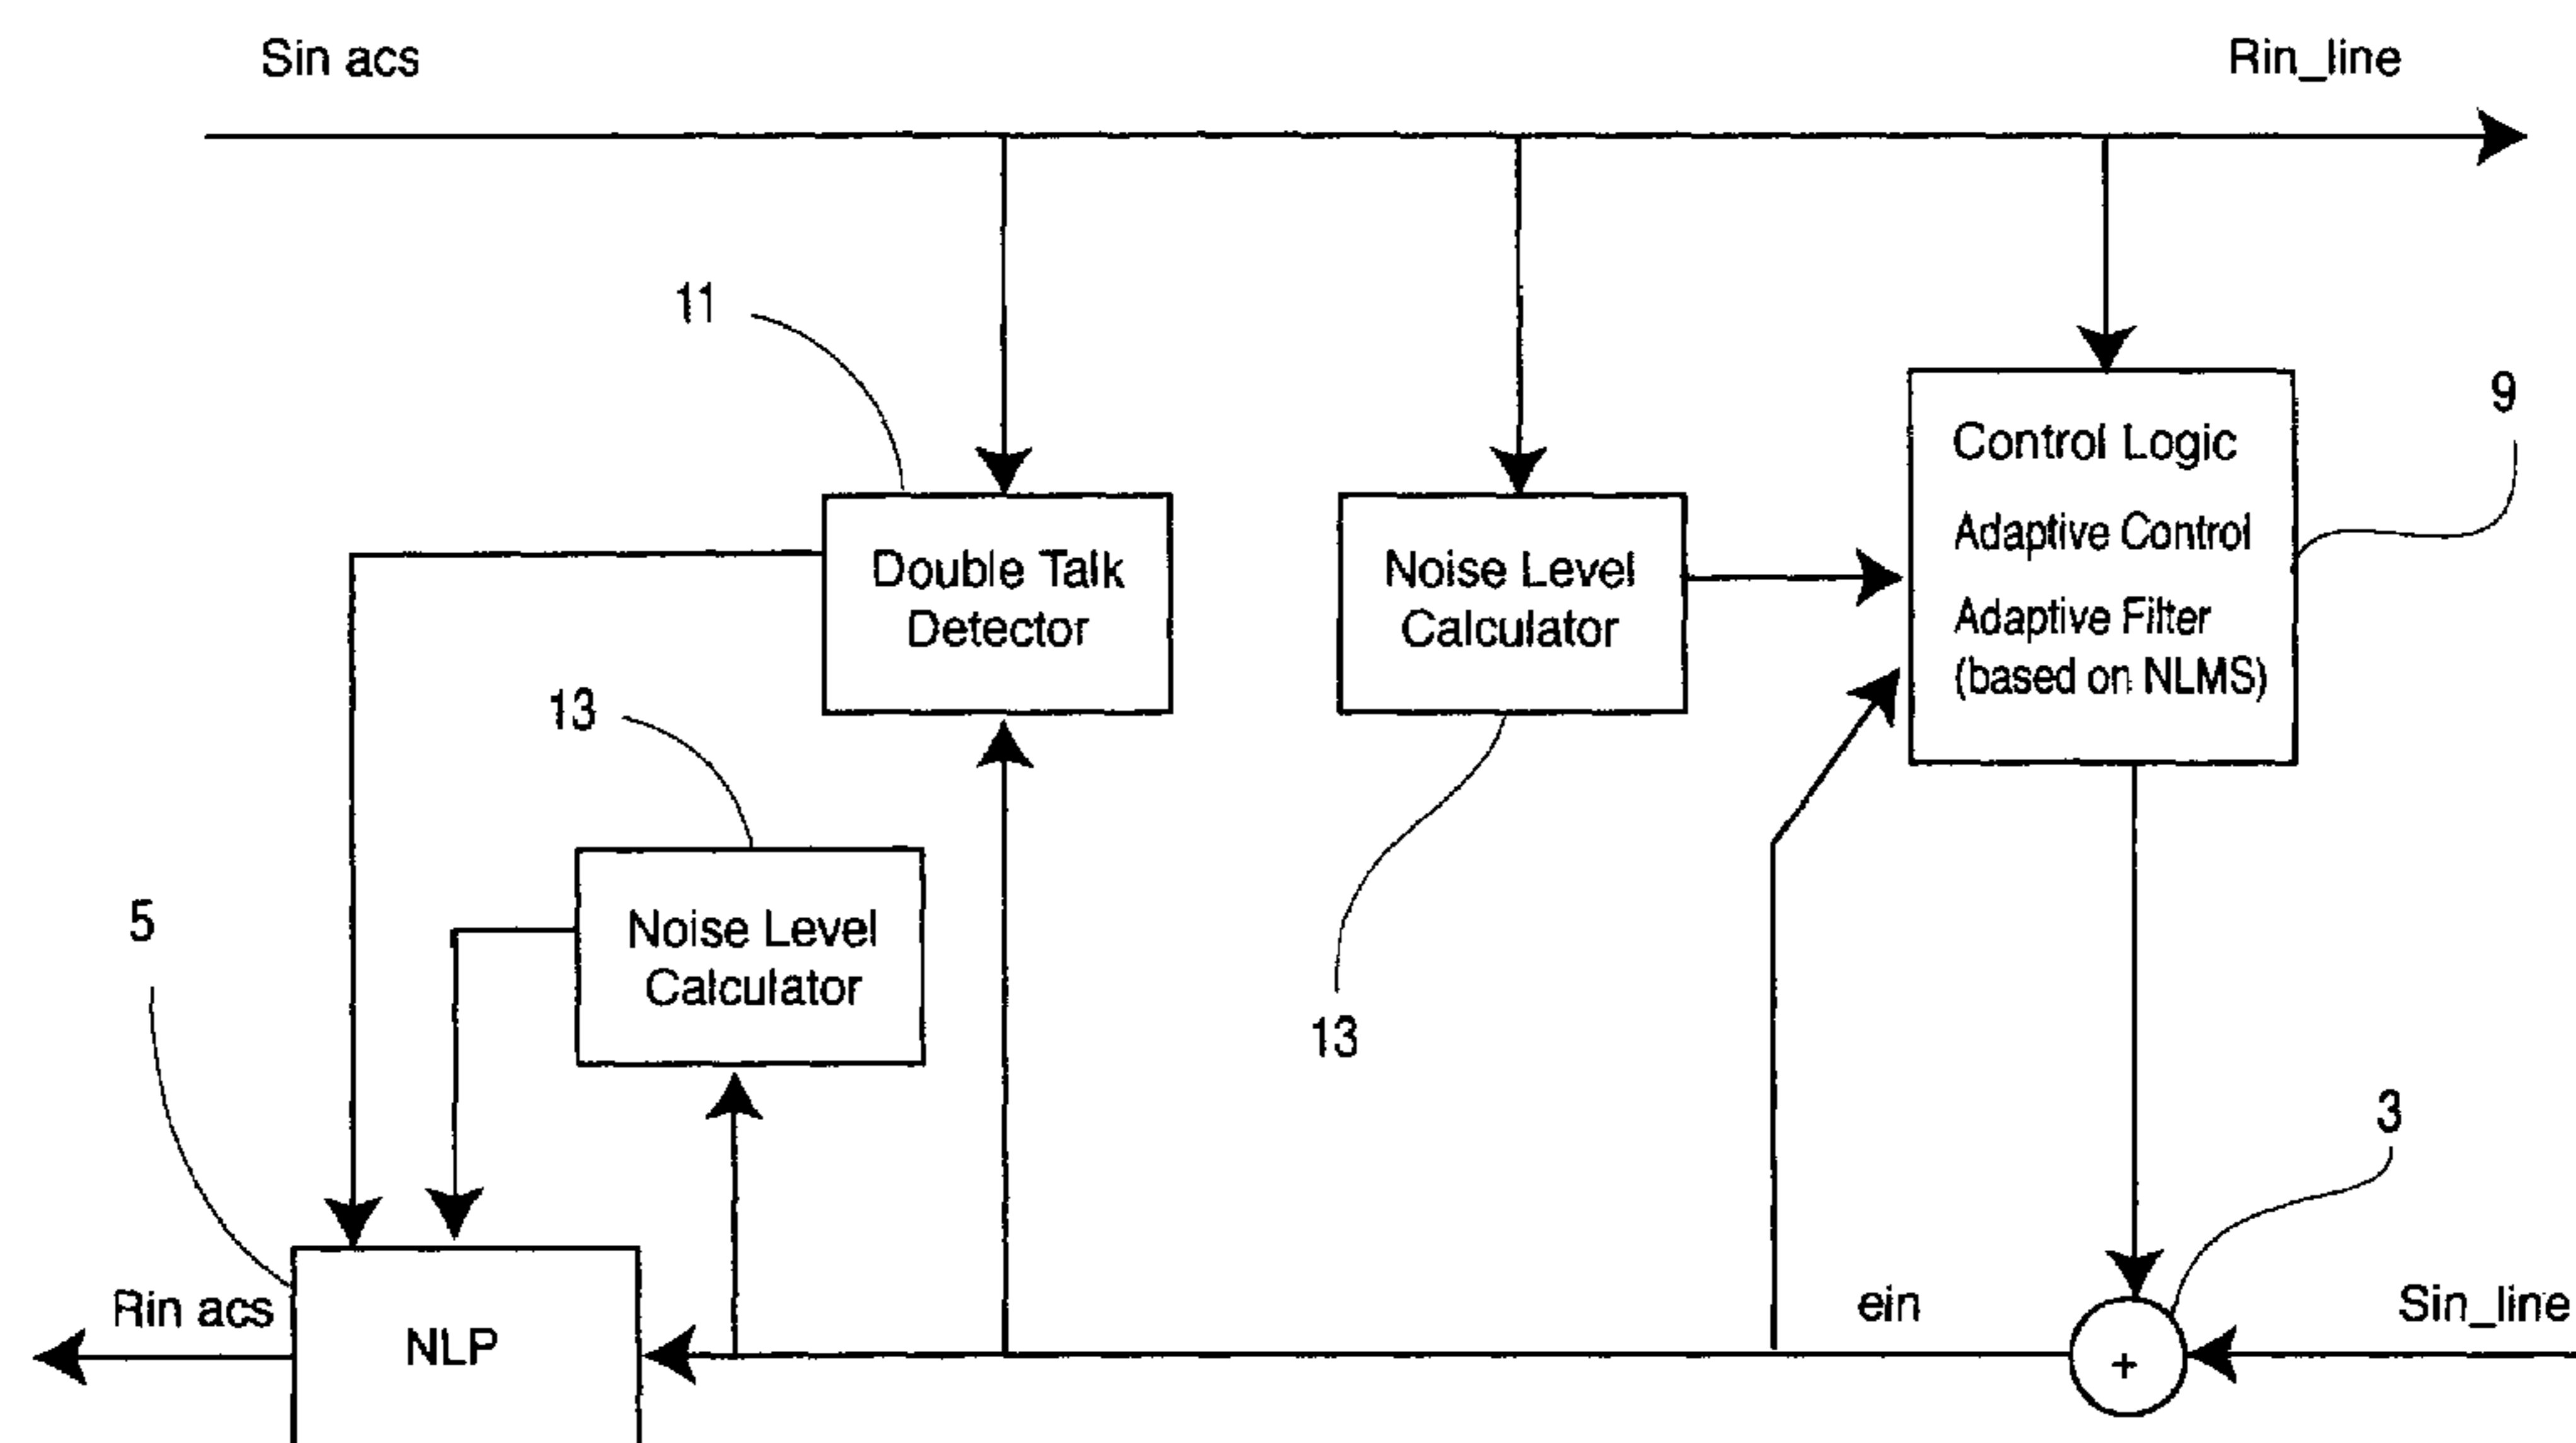 Sin acs
Rin_line
11
9
Control Logic
Adaptive Control
Adaptive Filter
(based on NLMS)
Double Talk
Detector
Noise Level
Calculator
13
5
Noise Level
Calculator
13
3
Rin acs
NLP
ein
Sin_line
+